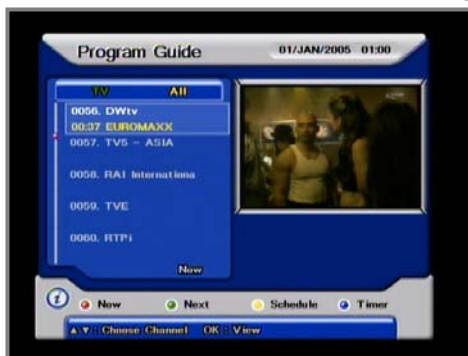 Program Guide
01/JAN/2005 01:00
TV All
0056. DWtv
00:37 EUROMAXX
0057. TV5 - ASIA
0058. RAI Internationa
0059. TVE
0060. RTPi
Now
Now Next Schedule Timer
▲▼ : Choose Channel OK : View